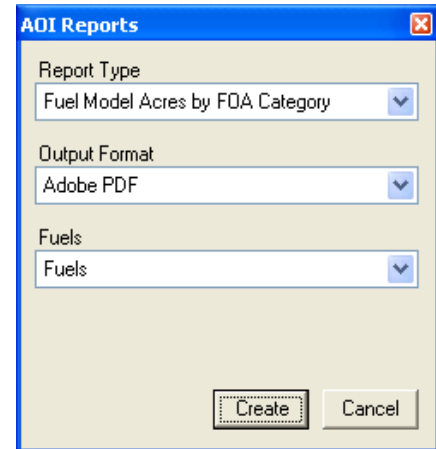 AOI Reports
Report Type
Fuel Model Acres by FOA Category
Output Format
Adobe PDF
Fuels
Fuels
Create Cancel